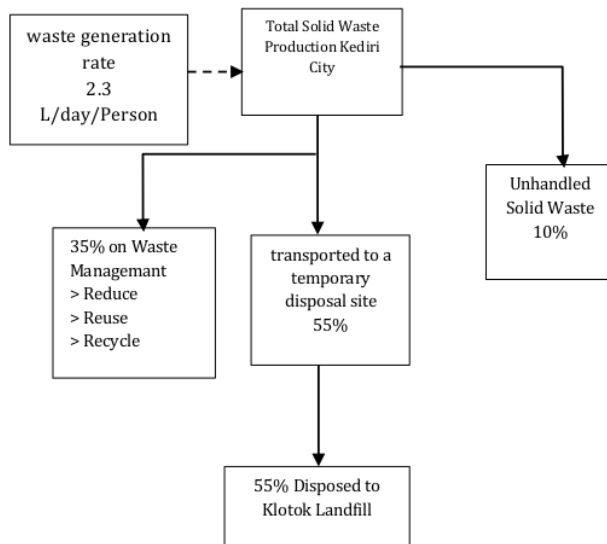 waste generation
rate
2.3
L/day/Person
Total Solid Waste
Production Kediri
City
Unhandled
Solid Waste
10%
35% on Waste
Managemant
> Reduce
> Reuse
> Recycle
transported to a
temporary
disposal site
55%
55% Disposed to
Klotok Landfill